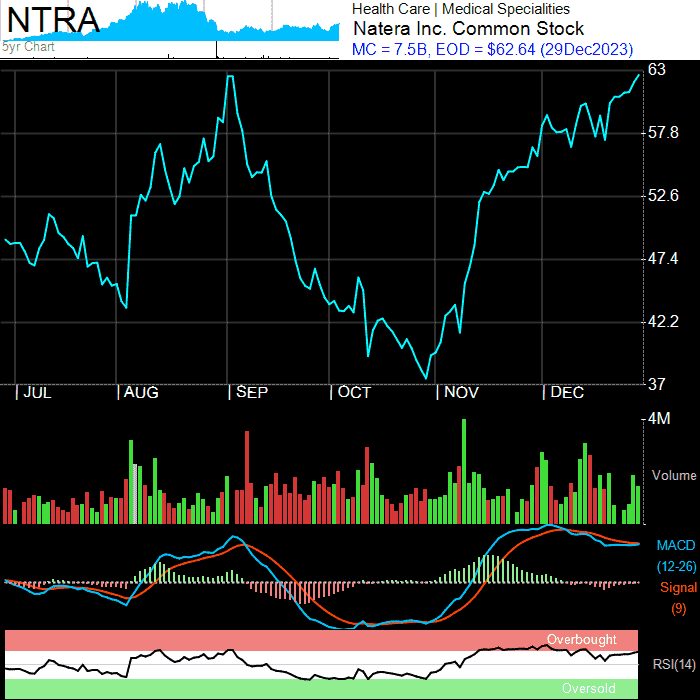 NTRA
5yr Chart
Health Care | Medical Specialities
Natera Inc. Common Stock
MC = 7.5B, EOD = $62.64 (29Dec2023)
63
57.8
52.6
47.4
42.2
37
| JUL | AUG | SEP | OCT | NOV | DEC
4M
Volume
MACD
(12-26)
Signal
(9)
Overbought
RSI(14)
Oversold